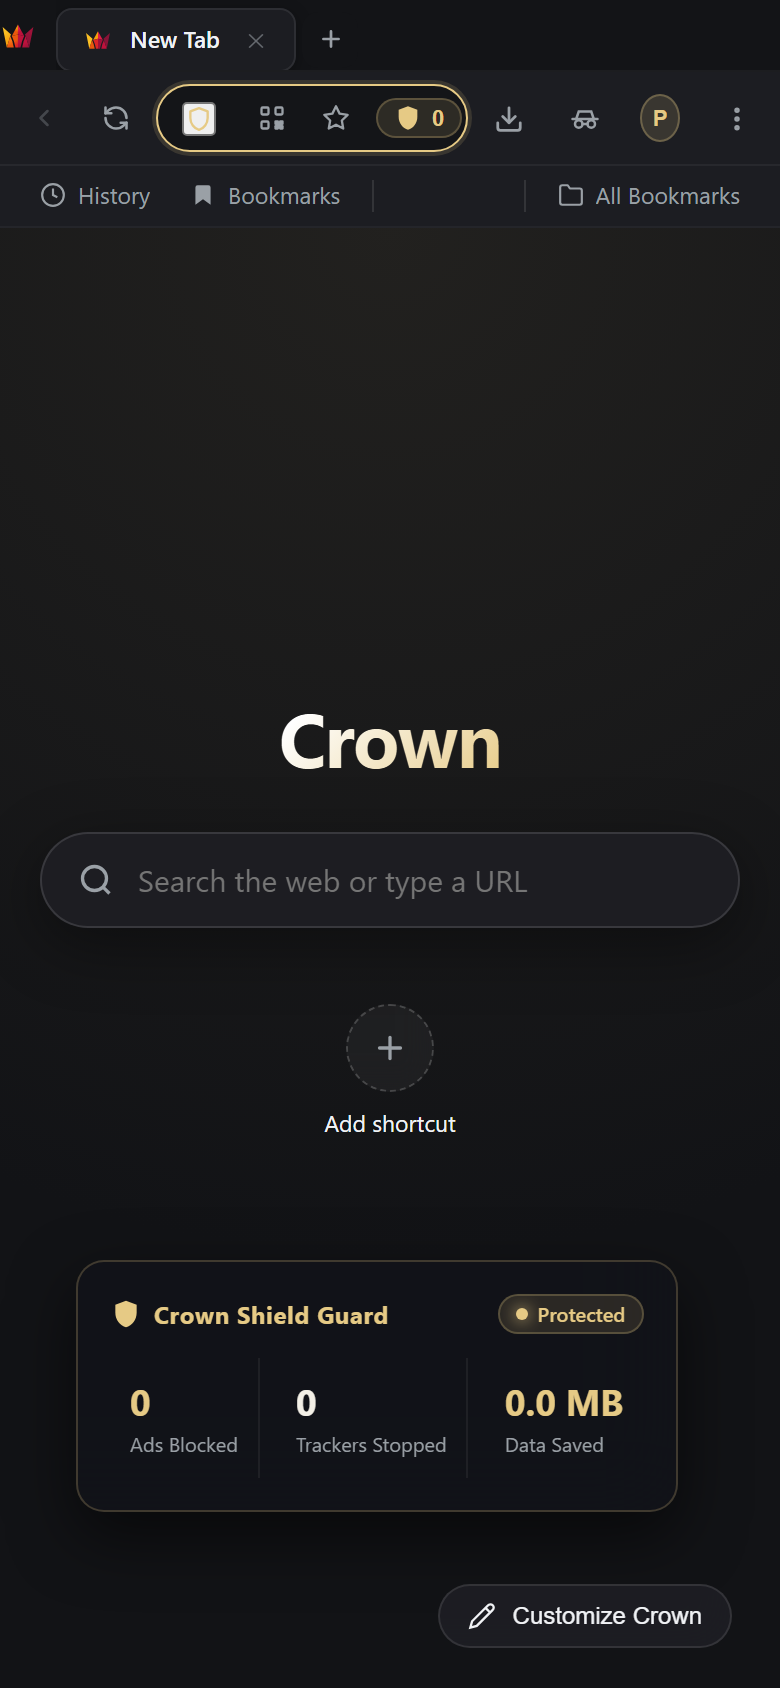 New Tab
0
P
History
Bookmarks
All Bookmarks
Crown
Search the web or type a URL
Add shortcut
Crown Shield Guard
Protected
0
0
0.0 MB
Ads Blocked
Trackers Stopped
Data Saved
Customize Crown